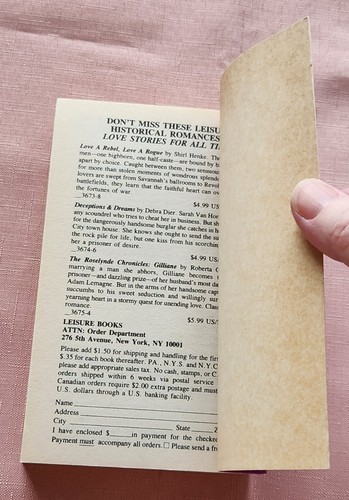 DON'T MISS THESE LEISU
HISTORICAL ROMANCES
LOVE STORIES FOR ALL TI
Love A Rebel, Love A Rogue by Shirl Henke. The
men—one highborn, one half-caste—are bound by b
apart by choice. Caught between them, two sensuous
for more than stolen moments of wondrous splend
lovers are swept from Savannah's ballrooms to Revol
battlefields, they learn that the faithful heart can ov
the fortunes of war.
_3673-8 $4.99 US
Deceptions & Dreams by Debra Dier. Sarah Van Hor
any scoundrel who tries to cheat her in business. But sh
for the dangerously handsome burglar she catches in h
City town house. She knows she ought to send the su
the rock pile for life, but one kiss from his scorchin
her a prisoner of desire.
_3674-6 $4.99 US/
The Roselynde Chronicles: Gilliane by Roberta G
marrying a man she abhors, Gilliane becomes
prisoner—and dazzling prize—of her husband's most da
Adam Lemagne. But in the arms of her handsome cap
succumbs to his sweet seduction and willingly sur
yearning heart in a stormy quest for unending love. Clas
romance.
_3675-4 $5.99 US/
LEISURE BOOKS
ATTN: Order Department
276 5th Avenue, New York, NY 10001
Please add $1.50 for shipping and handling for the first
$.35 for each book thereafter. PA., N.Y.S. and N.Y.C
please add appropriate sales tax. No cash, stamps, or C
orders shipped within 6 weeks via postal service
Canadian orders require $2.00 extra postage and must
U.S. dollars through a U.S. banking facility.
Name
Address
City State Z
I have enclosed $ in payment for the checked
Payment must accompany all orders. □ Please send a fr